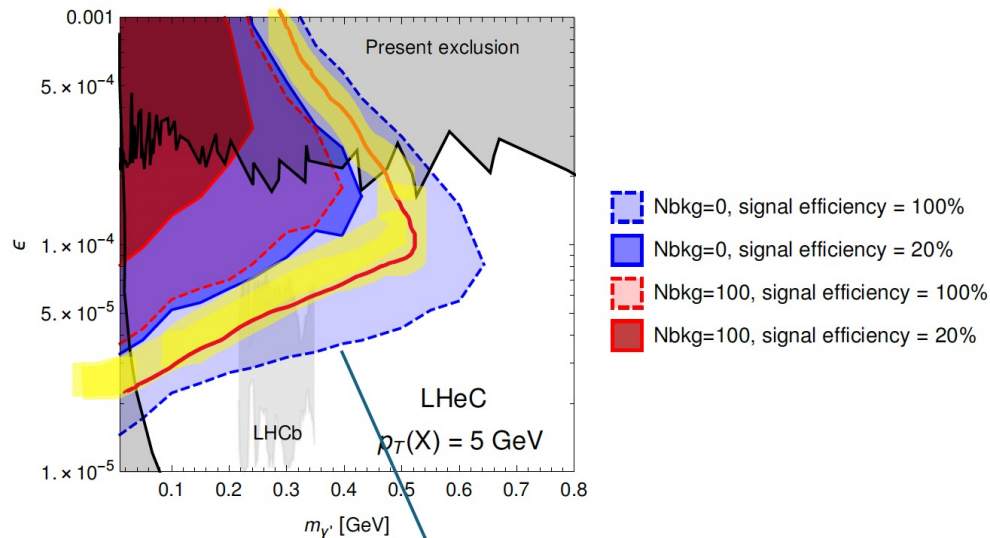 0.001
Present exclusion
5. × 10⁻⁴
ϵ
1. × 10⁻⁴
5. × 10⁻⁵
1. × 10⁻⁵
LHCb
LHeC
p_T(X) = 5 GeV
0.1 0.2 0.3 0.4 0.5 0.6 0.7 0.8
m_γ' [GeV]
Nbkg=0, signal efficiency = 100%
Nbkg=0, signal efficiency = 20%
Nbkg=100, signal efficiency = 100%
Nbkg=100, signal efficiency = 20%